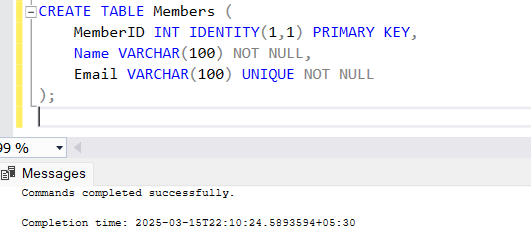 CREATE TABLE Members (
MemberID INT IDENTITY(1,1) PRIMARY KEY,
Name VARCHAR(100) NOT NULL,
Email VARCHAR(100) UNIQUE NOT NULL
);
99 %
Messages
Commands completed successfully.
Completion time: 2025-03-15T22:10:24.5893594+05:30